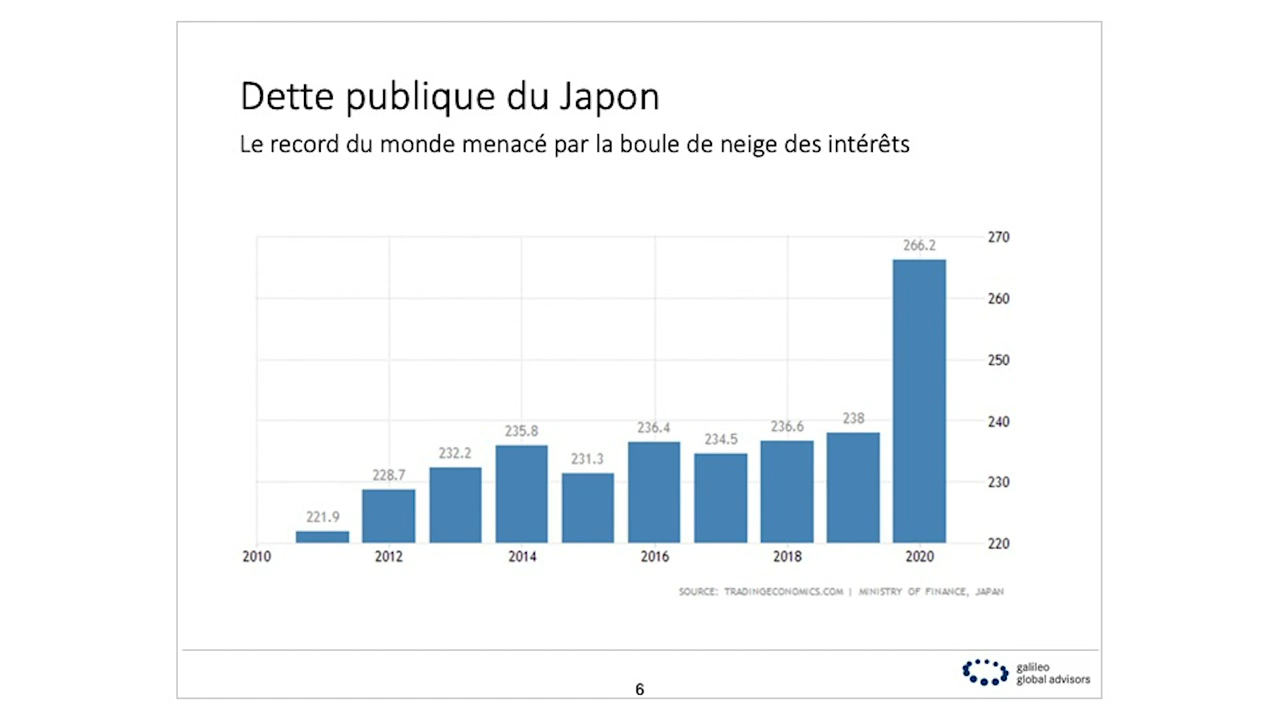 Dette publique du Japon
Le record du monde menacé par la boule de neige des intérêts
270
266.2
260
250
240
238
236.6
236.4
235.8
234.5
232.2
231.3
230
228.7
221.9
220
2010 2012 2014 2016 2018 2020
SOURCE: TRADINGECONOMICS.COM | MINISTRY OF FINANCE, JAPAN
galileo
global advisors
6